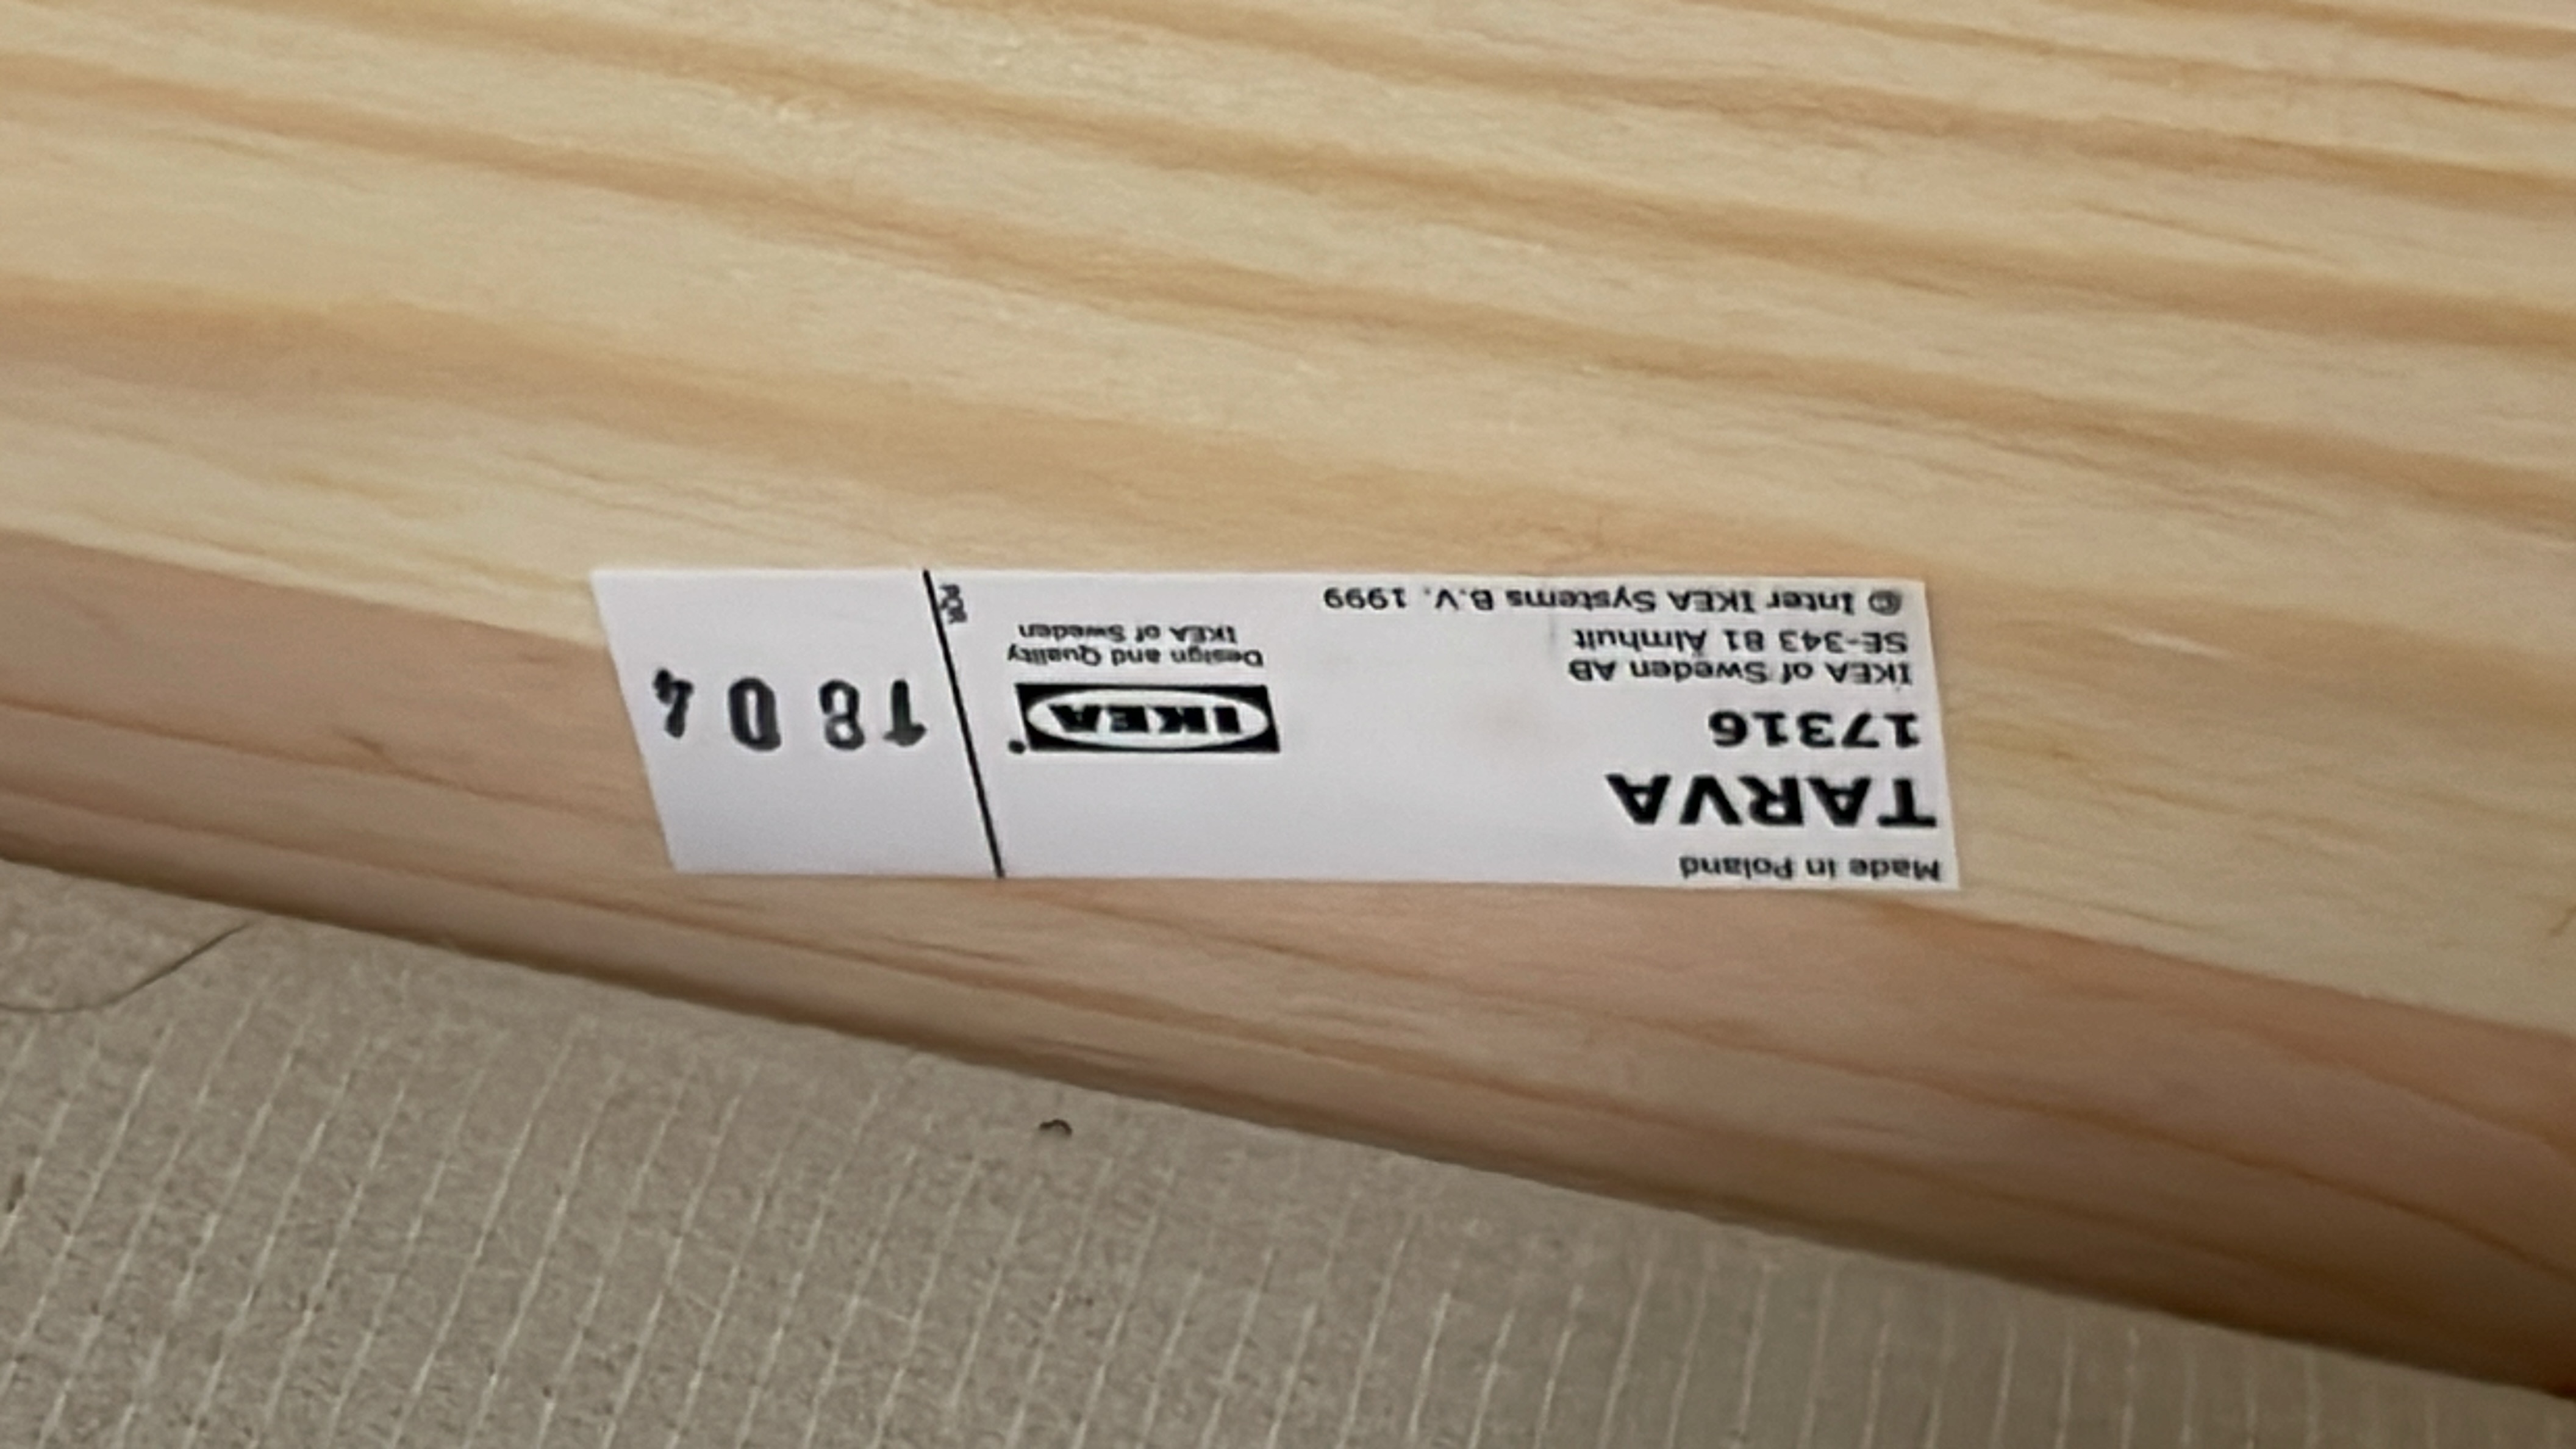 Made in Poland
TARVA
17316
IKEA of Sweden AB
SE-343 81 Älmhult
© Inter IKEA Systems B.V. 1999
IKEA®
Design and Quality
IKEA of Sweden
1804